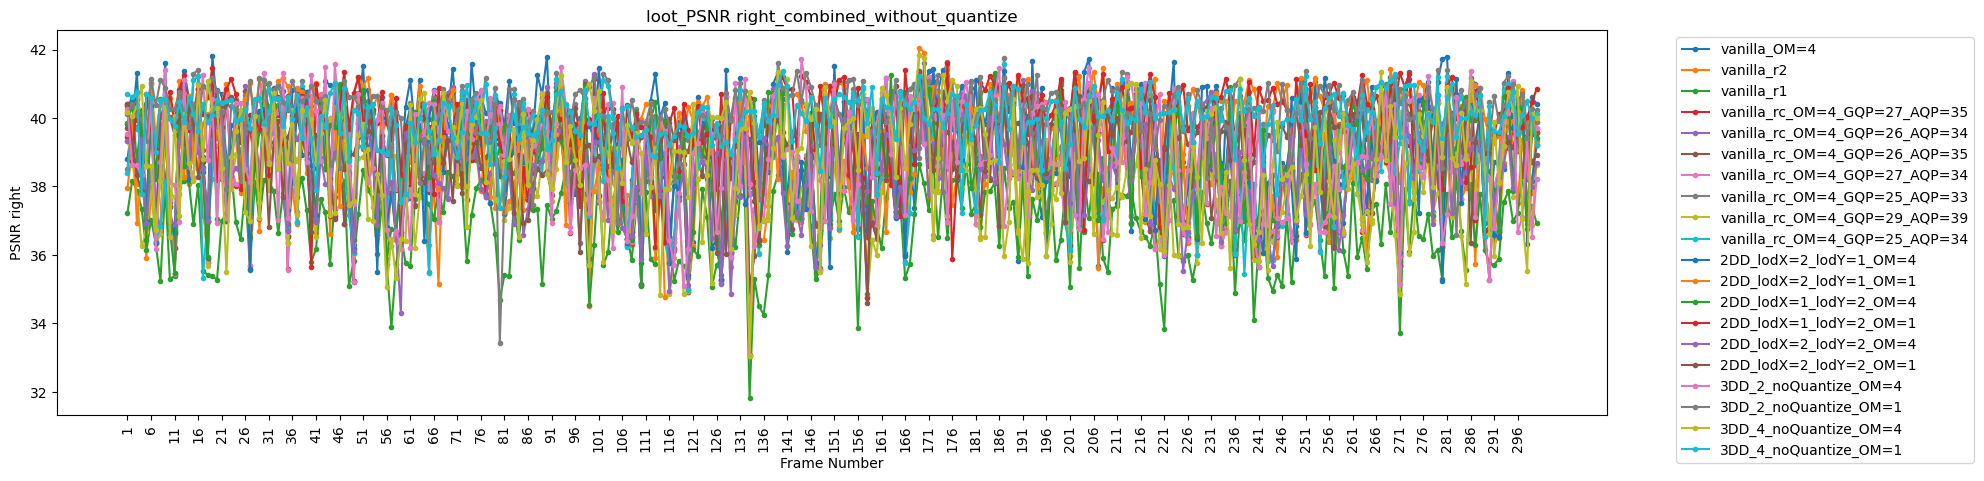 loot_PSNR right_combined_without_quantize
PSNR right
42
40
38
36
34
32
1 6 11 16 21 26 31 36 41 46 51 56 61 66 71 76 81 86 91 96 101 106 111 116 121 126 131 136 141 146 151 156 161 166 171 176 181 186 191 196 201 206 211 216 221 226 231 236 241 246 251 256 261 266 271 276 281 286 291 296
Frame Number
vanilla_OM=4
vanilla_r2
vanilla_r1
vanilla_rc_OM=4_GQP=27_AQP=35
vanilla_rc_OM=4_GQP=26_AQP=34
vanilla_rc_OM=4_GQP=26_AQP=35
vanilla_rc_OM=4_GQP=27_AQP=34
vanilla_rc_OM=4_GQP=25_AQP=33
vanilla_rc_OM=4_GQP=29_AQP=39
vanilla_rc_OM=4_GQP=25_AQP=34
2DD_lodX=2_lodY=1_OM=4
2DD_lodX=2_lodY=1_OM=1
2DD_lodX=1_lodY=2_OM=4
2DD_lodX=1_lodY=2_OM=1
2DD_lodX=2_lodY=2_OM=4
2DD_lodX=2_lodY=2_OM=1
3DD_2_noQuantize_OM=4
3DD_2_noQuantize_OM=1
3DD_4_noQuantize_OM=4
3DD_4_noQuantize_OM=1